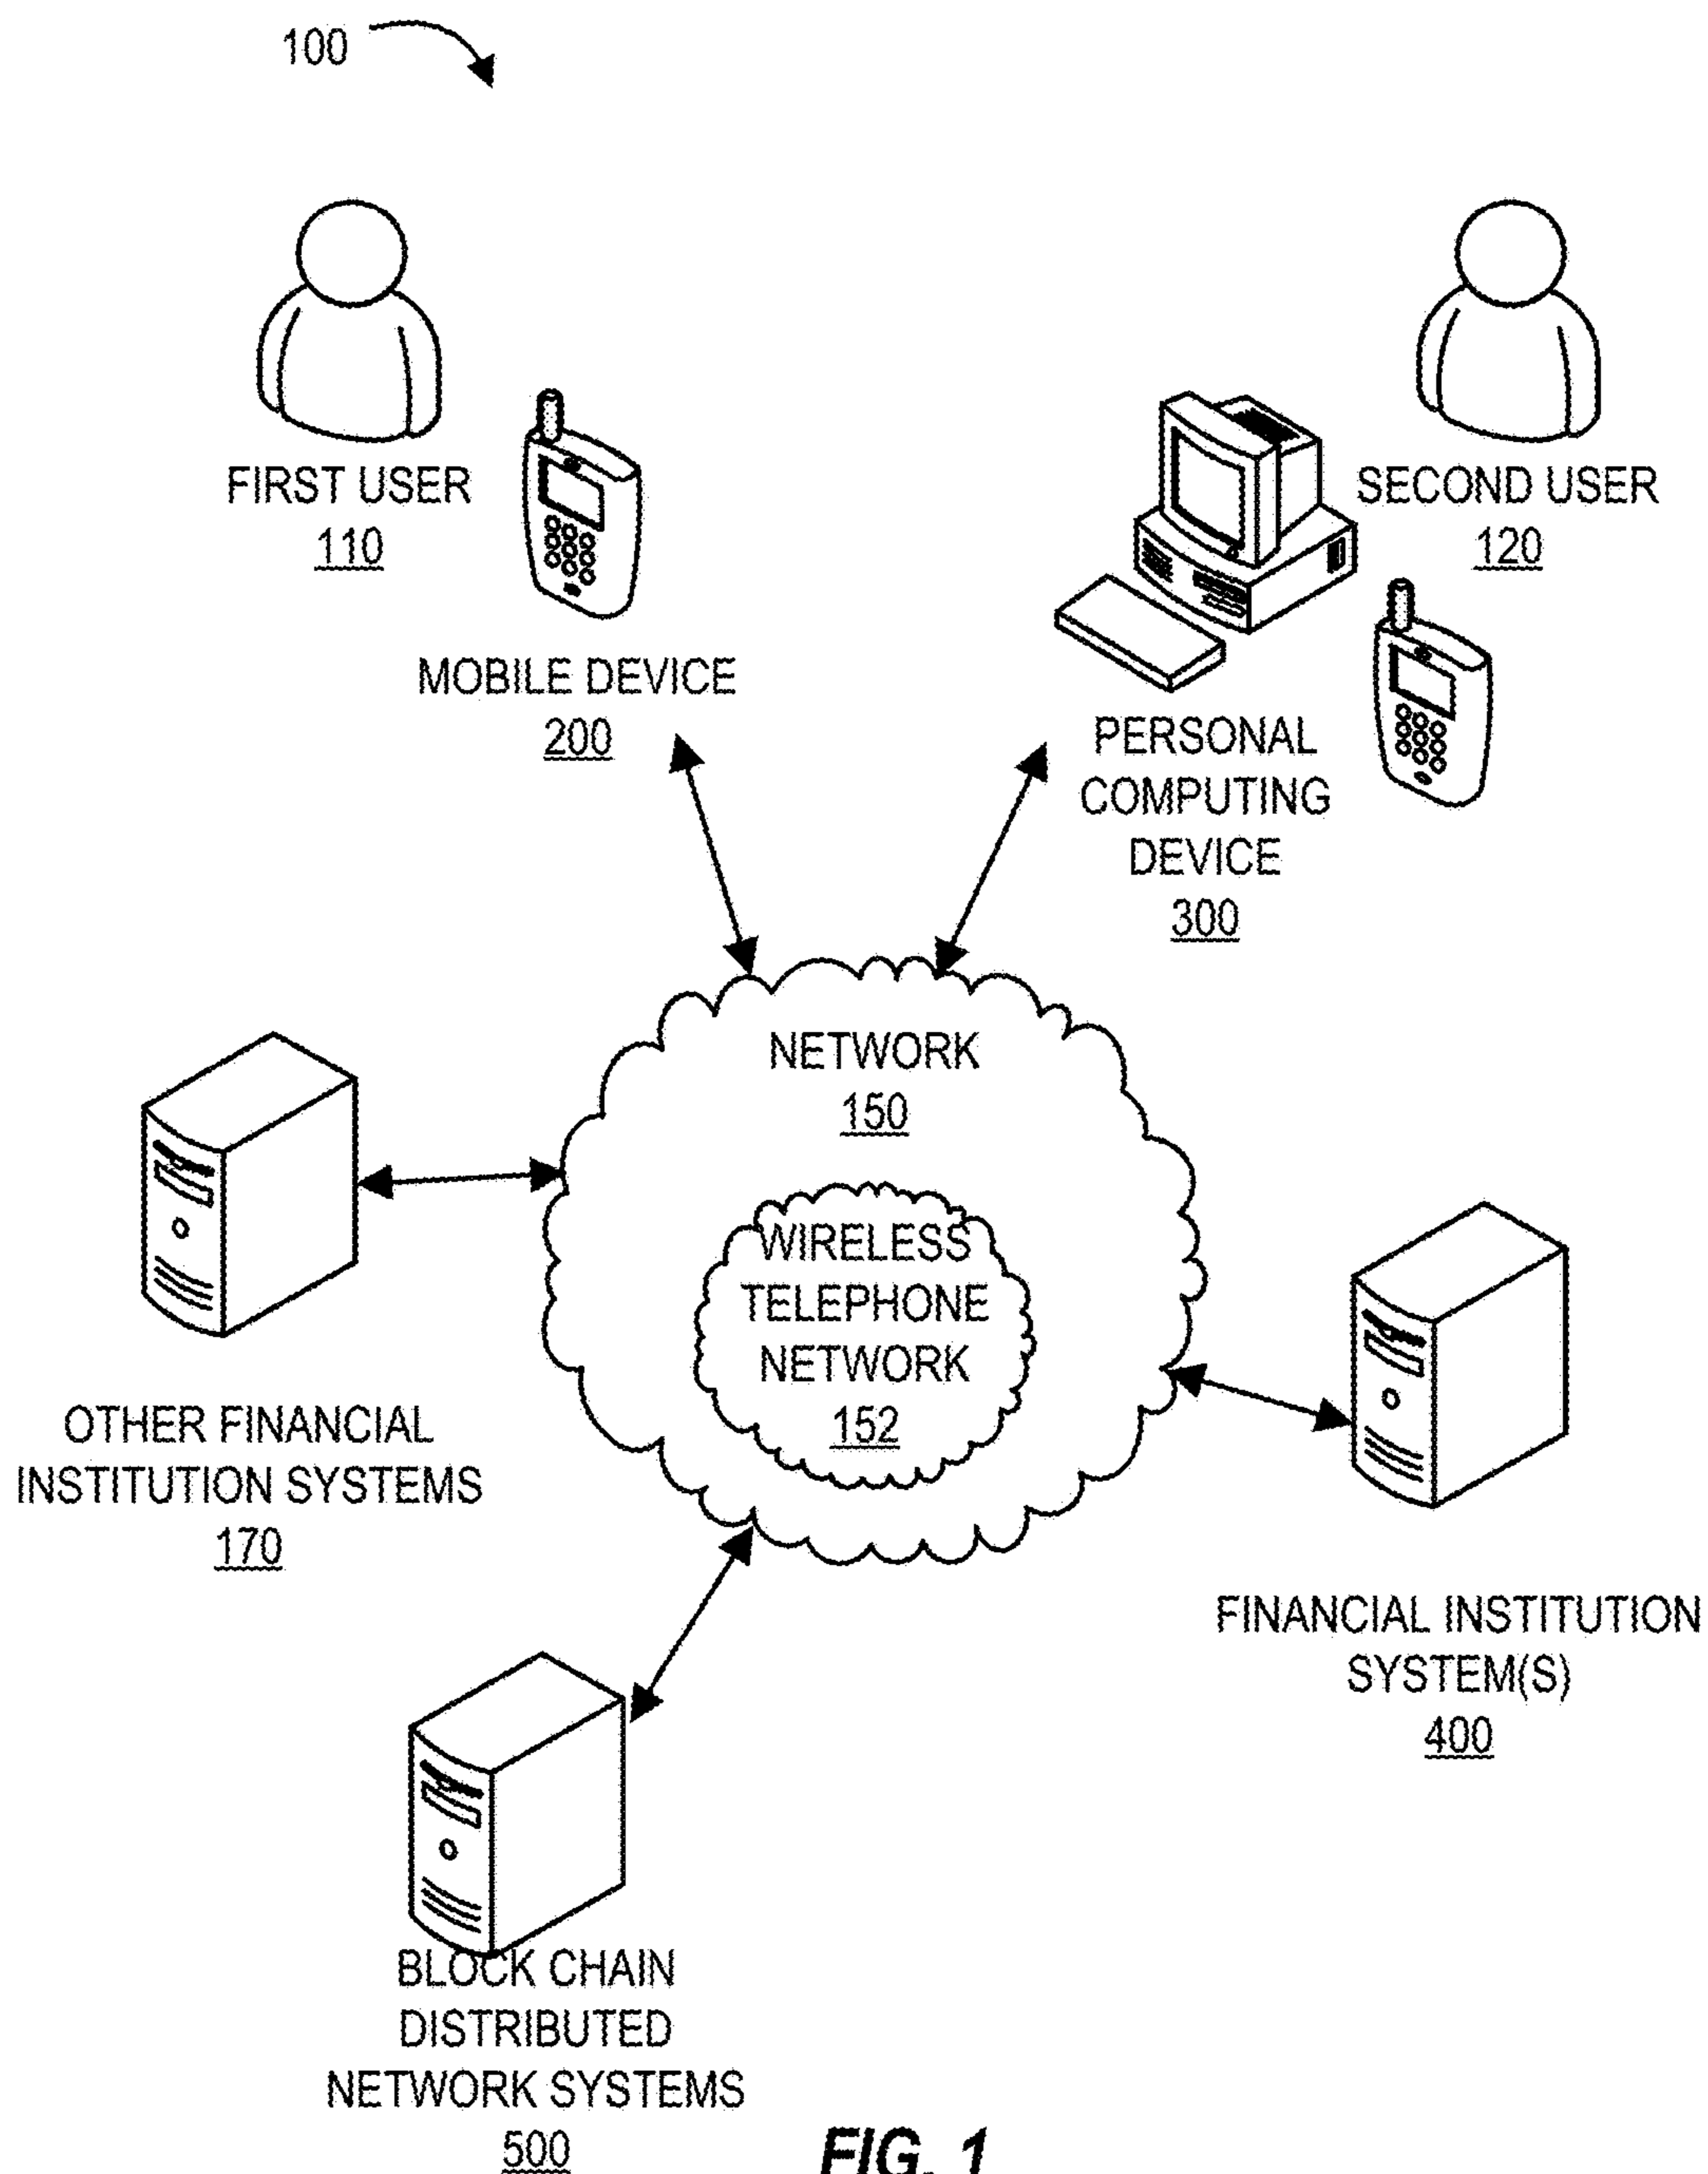 100
FIRST USER
110
SECOND USER
120
MOBILE DEVICE
200
PERSONAL
COMPUTING
DEVICE
300
NETWORK
150
WIRELESS
TELEPHONE
NETWORK
152
OTHER FINANCIAL
INSTITUTION SYSTEMS
170
FINANCIAL INSTITUTION
SYSTEM(S)
400
BLOCK CHAIN
DISTRIBUTED
NETWORK SYSTEMS
500
FIG. 1